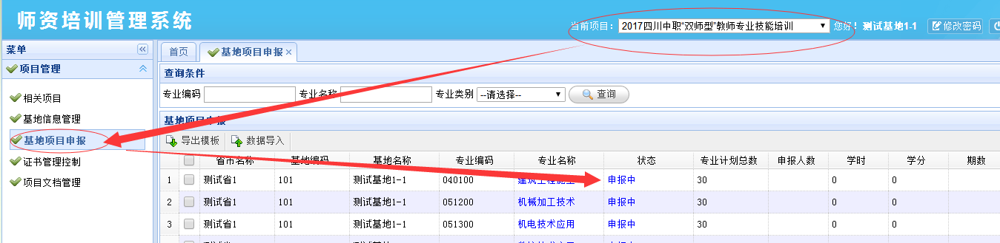 师资培训管理系统
当前项目： 2017四川中职“双师型”教师专业技能培训 您好！ 测试基地1-1 修改密码
菜单
首页 基地项目申报
项目管理
查询条件
相关项目
专业编码 专业名称 专业类别 --请选择-- 查询
基地信息管理
基地项目申报
基地项目申报
导出模板 数据导入
证书管理控制
省市名称 基地编码 基地名称 专业编码 专业名称 状态 专业计划总数 申报人数 学时 学分 期数
项目文档管理
1 测试省1 101 测试基地1-1 040100 建筑工程施工 申报中 30 0 0
2 测试省1 101 测试基地1-1 051200 机械加工技术 申报中 30 0 0
3 测试省1 101 测试基地1-1 051300 机电技术应用 申报中 30 0 0